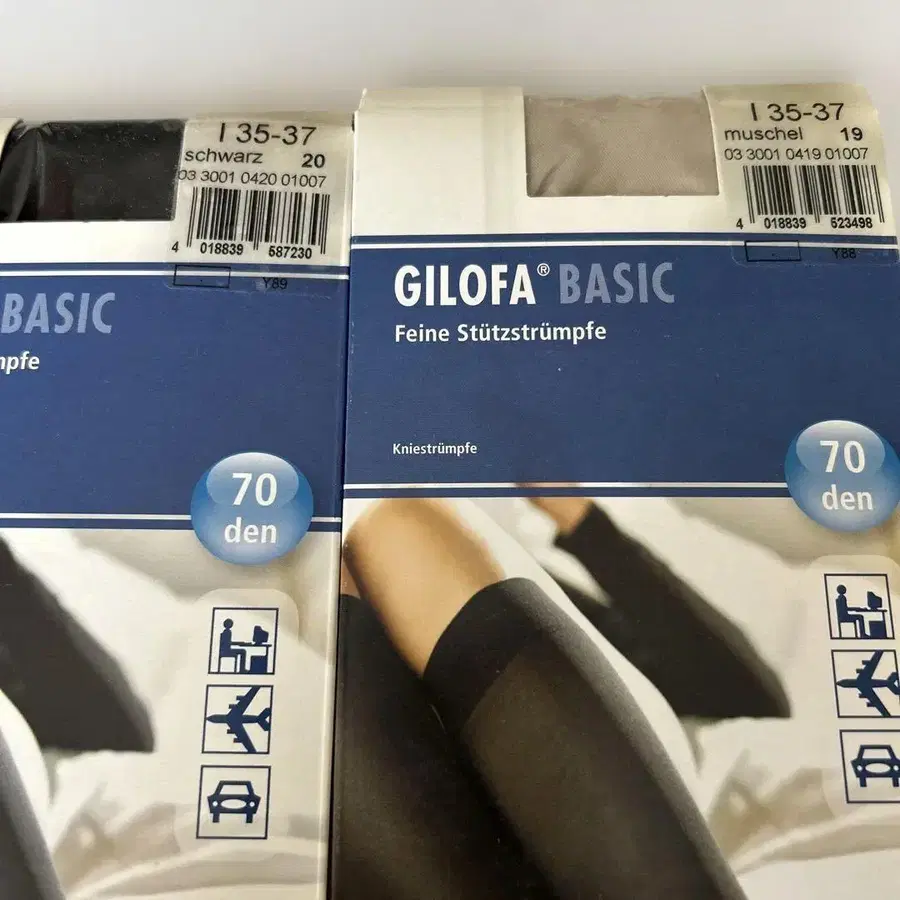 I 35-37
schwarz 20
03 3001 0420 01007
4 018839 587230
Y89
BASIC
mpfe
70
den
I 35-37
muschel 19
03 3001 0419 01007
4 018839 523498
Y88
GILOFA® BASIC
Feine Stützstrümpfe
Kniestrümpfe
70
den